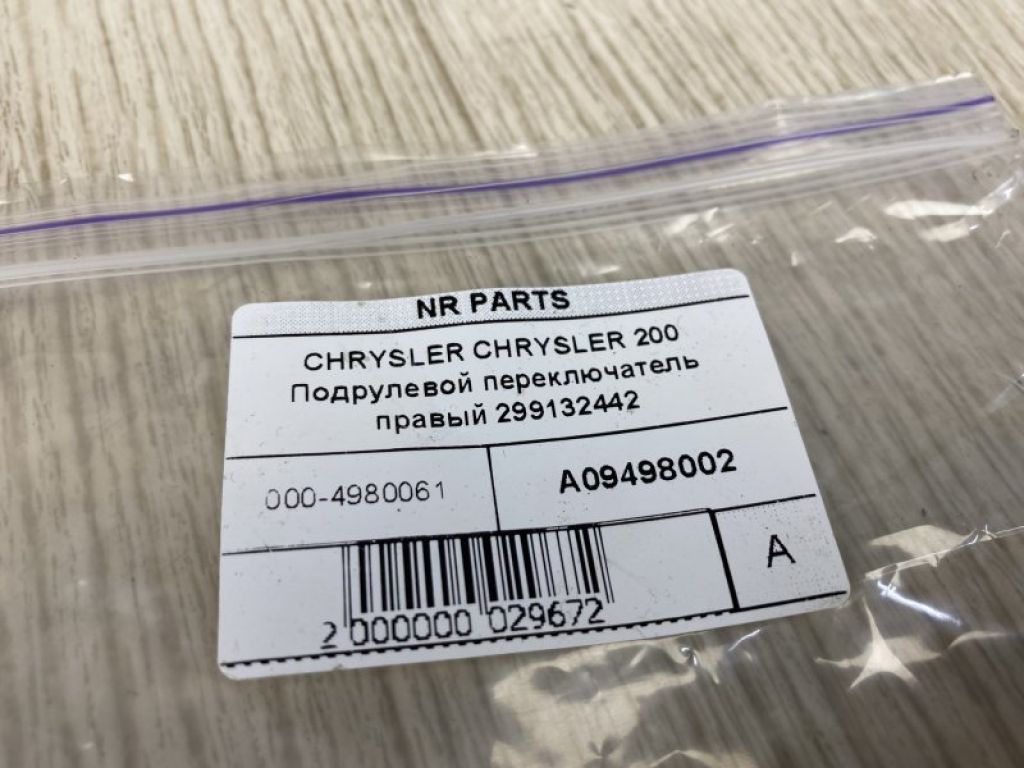 NR PARTS
CHRYSLER CHRYSLER 200
Подрулевой переключатель
правый 299132442
000-4980061
A09498002
A
2 000000 029672